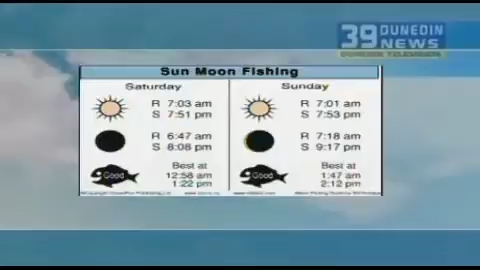 39 DUNEDIN NEWS
DUNEDIN TELEVISION
Sun Moon Fishing
Saturday
R 7:03 am
S 7:51 pm
R 6:47 am
S 8:08 pm
Good
Best at
12:58 am
1:22 pm
Sunday
R 7:01 am
S 7:53 pm
R 7:18 am
S 9:17 pm
Good
Best at
1:47 am
2:12 pm